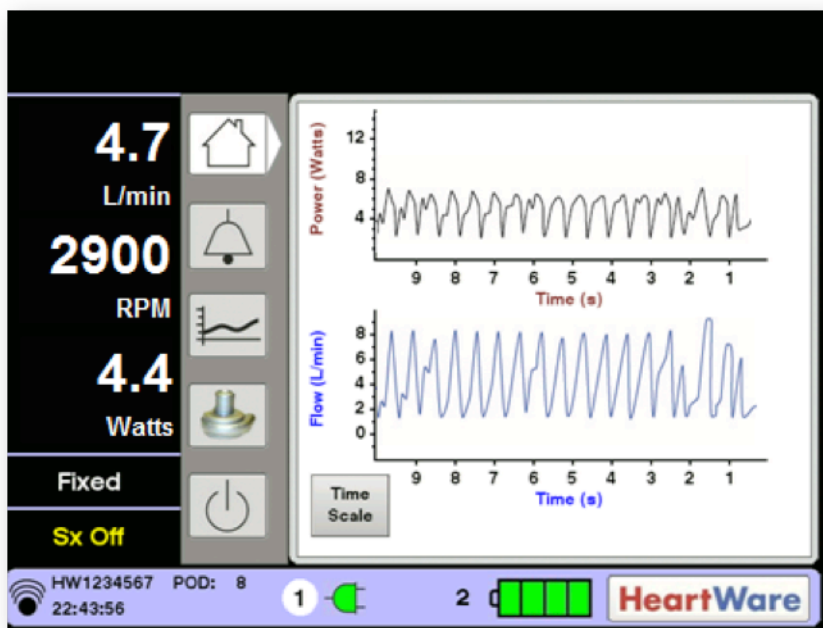 4.7
L/min
2900
RPM
4.4
Watts
Fixed
Sx Off
Power (Watts)
12
8
4
9 8 7 6 5 4 3 2 1
Time (s)
Flow (L/min)
8
6
4
2
0
9 8 7 6 5 4 3 2 1
Time (s)
Time
Scale
HW1234567 POD: 8
22:43:56
1
2
HeartWare